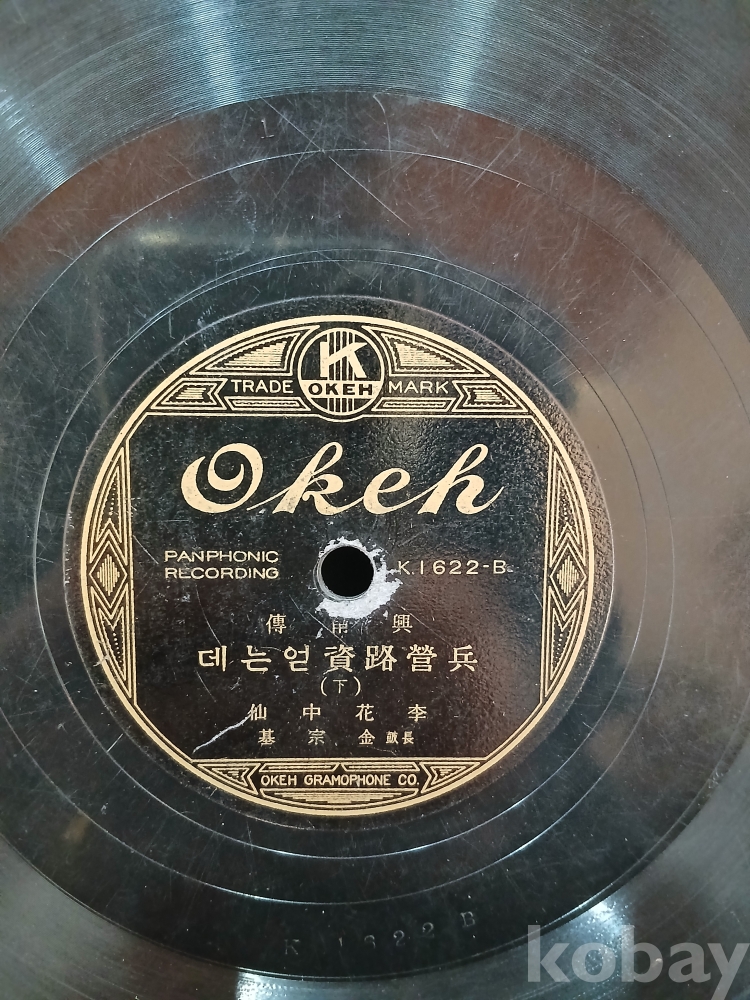 L
K
TRADE OKEH MARK
Okeh
PANPHONIC
RECORDING
K.1622-B
興甫傳
兵營路資얻는데
(下)
李花中仙
長皷 金宗基
OKEH GRAMOPHONE CO.
K 1622 B
kobay